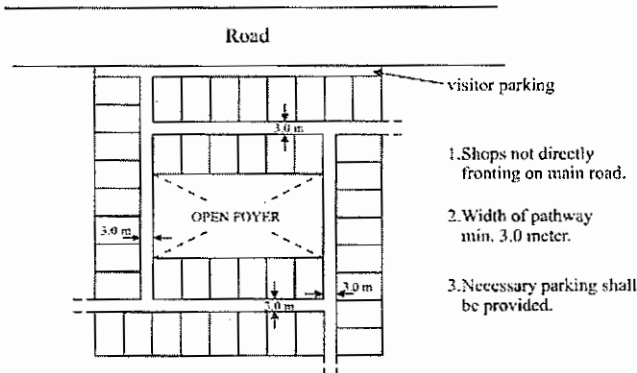 Road
visitor parking
3.0 m
1.Shops not directly
fronting on main road.
OPEN FOYER
2.Width of pathway
min. 3.0 meter.
3.0 m
3.0 m
3.Necessary parking shall
be provided.
3.0 m